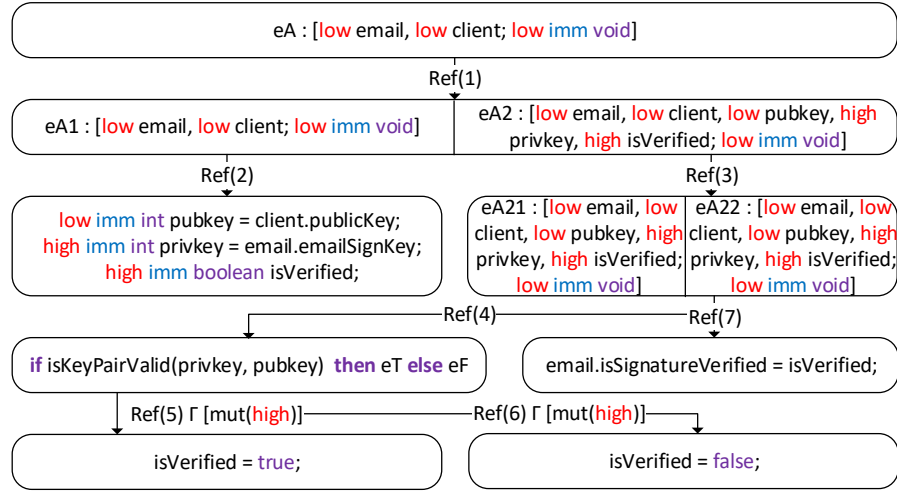 eA : [low email, low client; low imm void]
Ref(1)
eA1 : [low email, low client; low imm void]
eA2 : [low email, low client, low pubkey, high
privkey, high isVerified; low imm void]
Ref(2)
Ref(3)
low imm int pubkey = client.publicKey;
high imm int privkey = email.emailSignKey;
high imm boolean isVerified;
eA21 : [low email, low
client, low pubkey, high
privkey, high isVerified;
low imm void]
eA22 : [low email, low
client, low pubkey, high
privkey, high isVerified;
low imm void]
Ref(4)
Ref(7)
if isKeyPairValid(privkey, pubkey) then eT else eF
email.isSignatureVerified = isVerified;
Ref(5) Γ [mut(high)]
Ref(6) Γ [mut(high)]
isVerified = true;
isVerified = false;